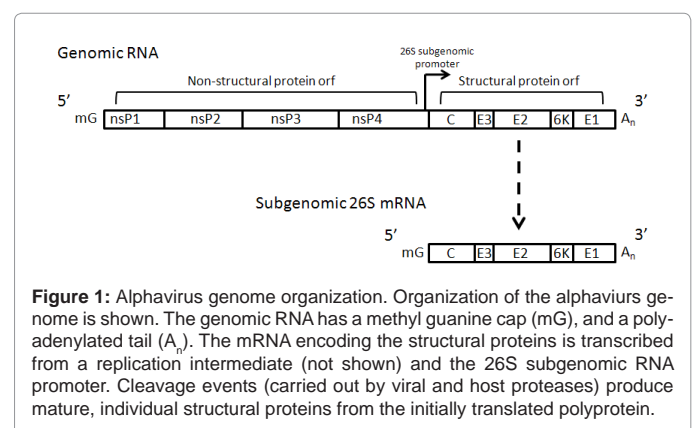 Genomic RNA
26S subgenomic
promoter
Non-structural protein orf
Structural protein orf
5′
3′
mG nsP1 nsP2 nsP3 nsP4 C E3 E2 6K E1 An
Subgenomic 26S mRNA
5′
3′
mG C E3 E2 6K E1 An
Figure 1: Alphavirus genome organization. Organization of the alphaviurs ge-
nome is shown. The genomic RNA has a methyl guanine cap (mG), and a poly-
adenylated tail (An). The mRNA encoding the structural proteins is transcribed
from a replication intermediate (not shown) and the 26S subgenomic RNA
promoter. Cleavage events (carried out by viral and host proteases) produce
mature, individual structural proteins from the initially translated polyprotein.